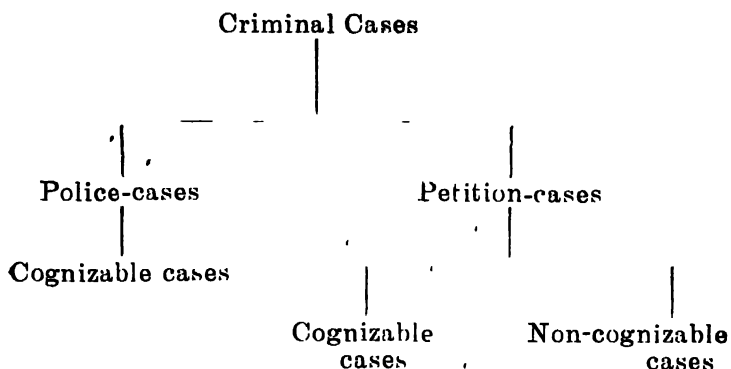 Criminal Cases
Police-cases
Petition-cases
Cognizable cases
Cognizable
cases
Non-cognizable
cases